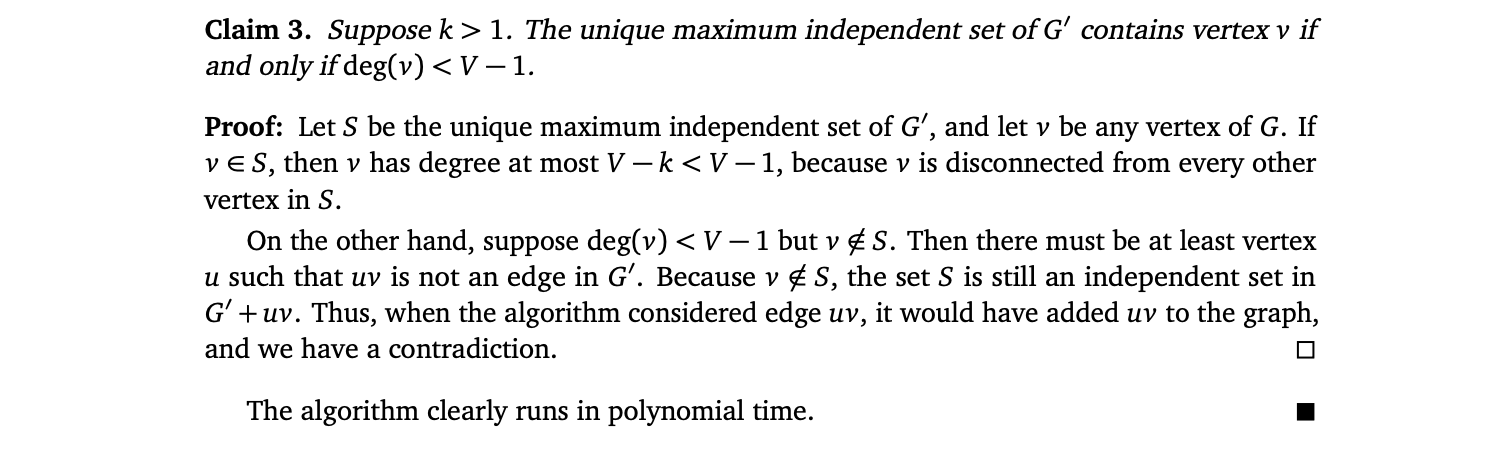 Claim 3. Suppose k > 1. The unique maximum independent set of G′ contains vertex v if
and only if deg(v) < V − 1.
Proof: Let S be the unique maximum independent set of G′, and let v be any vertex of G. If
v ∈ S, then v has degree at most V − k < V − 1, because v is disconnected from every other
vertex in S.
On the other hand, suppose deg(v) < V − 1 but v ∉ S. Then there must be at least vertex
u such that uv is not an edge in G′. Because v ∉ S, the set S is still an independent set in
G′ + uv. Thus, when the algorithm considered edge uv, it would have added uv to the graph,
and we have a contradiction. □
The algorithm clearly runs in polynomial time. ■